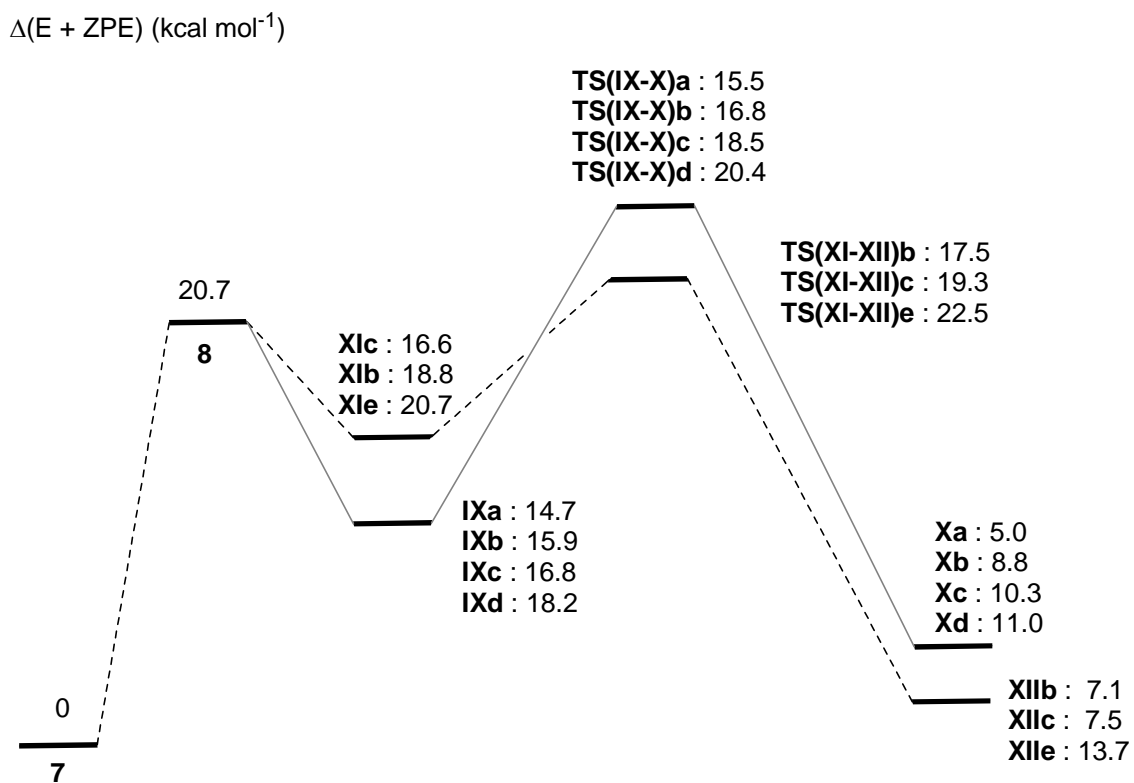 Δ(E + ZPE) (kcal mol⁻¹)
TS(IX-X)a : 15.5
TS(IX-X)b : 16.8
TS(IX-X)c : 18.5
TS(IX-X)d : 20.4
TS(XI-XII)b : 17.5
TS(XI-XII)c : 19.3
TS(XI-XII)e : 22.5
20.7
8
XIc : 16.6
XIb : 18.8
XIe : 20.7
IXa : 14.7
IXb : 15.9
IXc : 16.8
IXd : 18.2
Xa : 5.0
Xb : 8.8
Xc : 10.3
Xd : 11.0
XIIb : 7.1
XIIc : 7.5
XIIe : 13.7
0
7